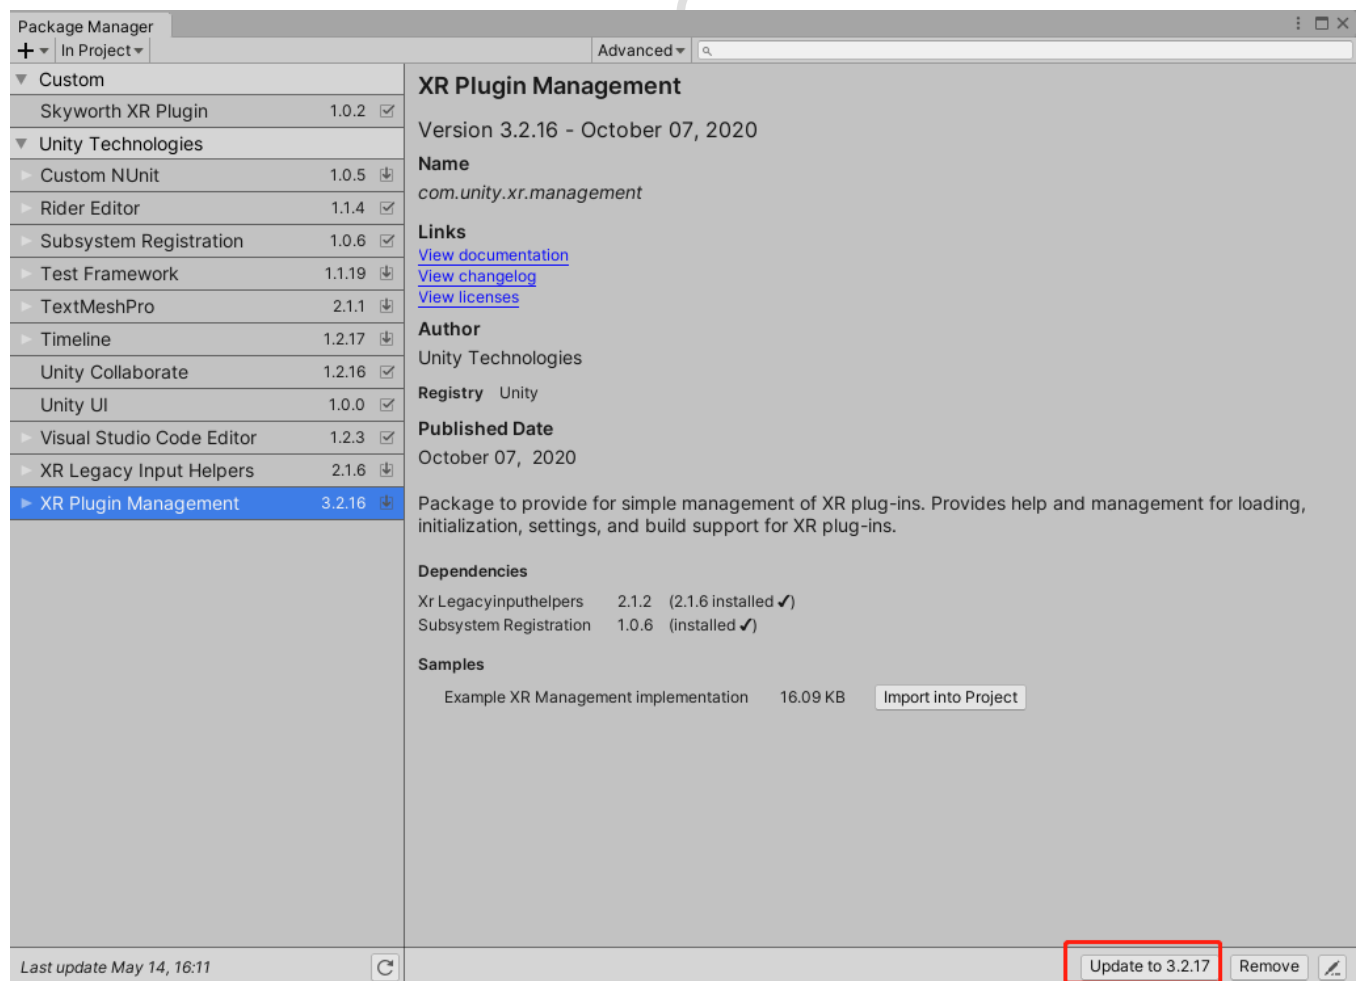 Package Manager
In Project
Advanced
Custom
Skyworth XR Plugin 1.0.2
Unity Technologies
Custom NUnit 1.0.5
Rider Editor 1.1.4
Subsystem Registration 1.0.6
Test Framework 1.1.19
TextMeshPro 2.1.1
Timeline 1.2.17
Unity Collaborate 1.2.16
Unity UI 1.0.0
Visual Studio Code Editor 1.2.3
XR Legacy Input Helpers 2.1.6
XR Plugin Management 3.2.16
Last update May 14, 16:11
XR Plugin Management
Version 3.2.16 - October 07, 2020
Name
com.unity.xr.management
Links
View documentation
View changelog
View licenses
Author
Unity Technologies
Registry Unity
Published Date
October 07, 2020
Package to provide for simple management of XR plug-ins. Provides help and management for loading,
initialization, settings, and build support for XR plug-ins.
Dependencies
Xr Legacyinputhelpers 2.1.2 (2.1.6 installed ✓)
Subsystem Registration 1.0.6 (installed ✓)
Samples
Example XR Management implementation 16.09 KB Import into Project
Update to 3.2.17 Remove